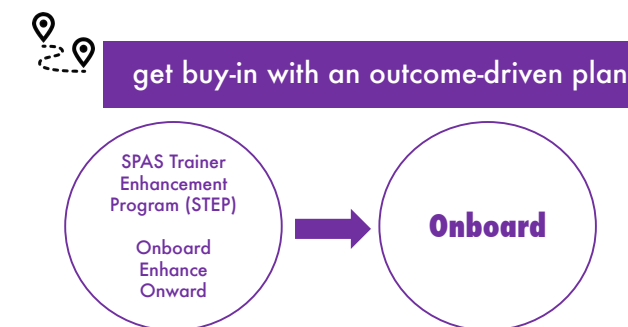 get buy-in with an outcome-driven plan
SPAS Trainer
Enhancement
Program (STEP)
Onboard
Enhance
Onward
Onboard